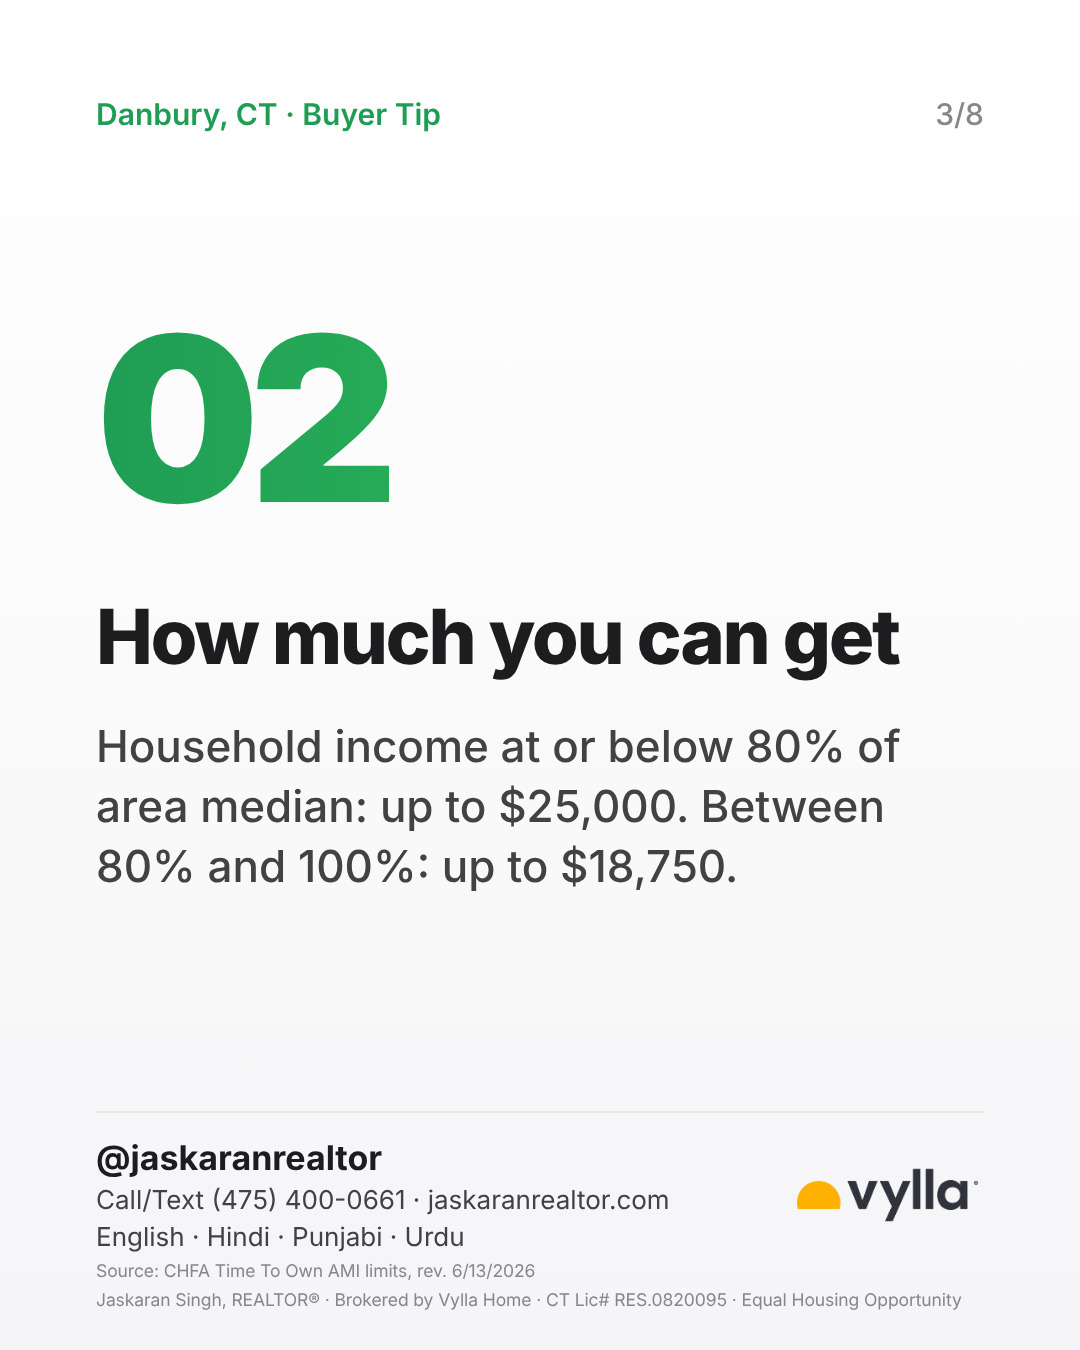 Danbury, CT · Buyer Tip
3/8
02
How much you can get
Household income at or below 80% of
area median: up to $25,000. Between
80% and 100%: up to $18,750.
@jaskaranrealtor
Call/Text (475) 400-0661 · jaskaranrealtor.com
English · Hindi · Punjabi · Urdu
vylla
Source: CHFA Time To Own AMI limits, rev. 6/13/2026
Jaskaran Singh, REALTOR® · Brokered by Vylla Home · CT Lic# RES.0820095 · Equal Housing Opportunity